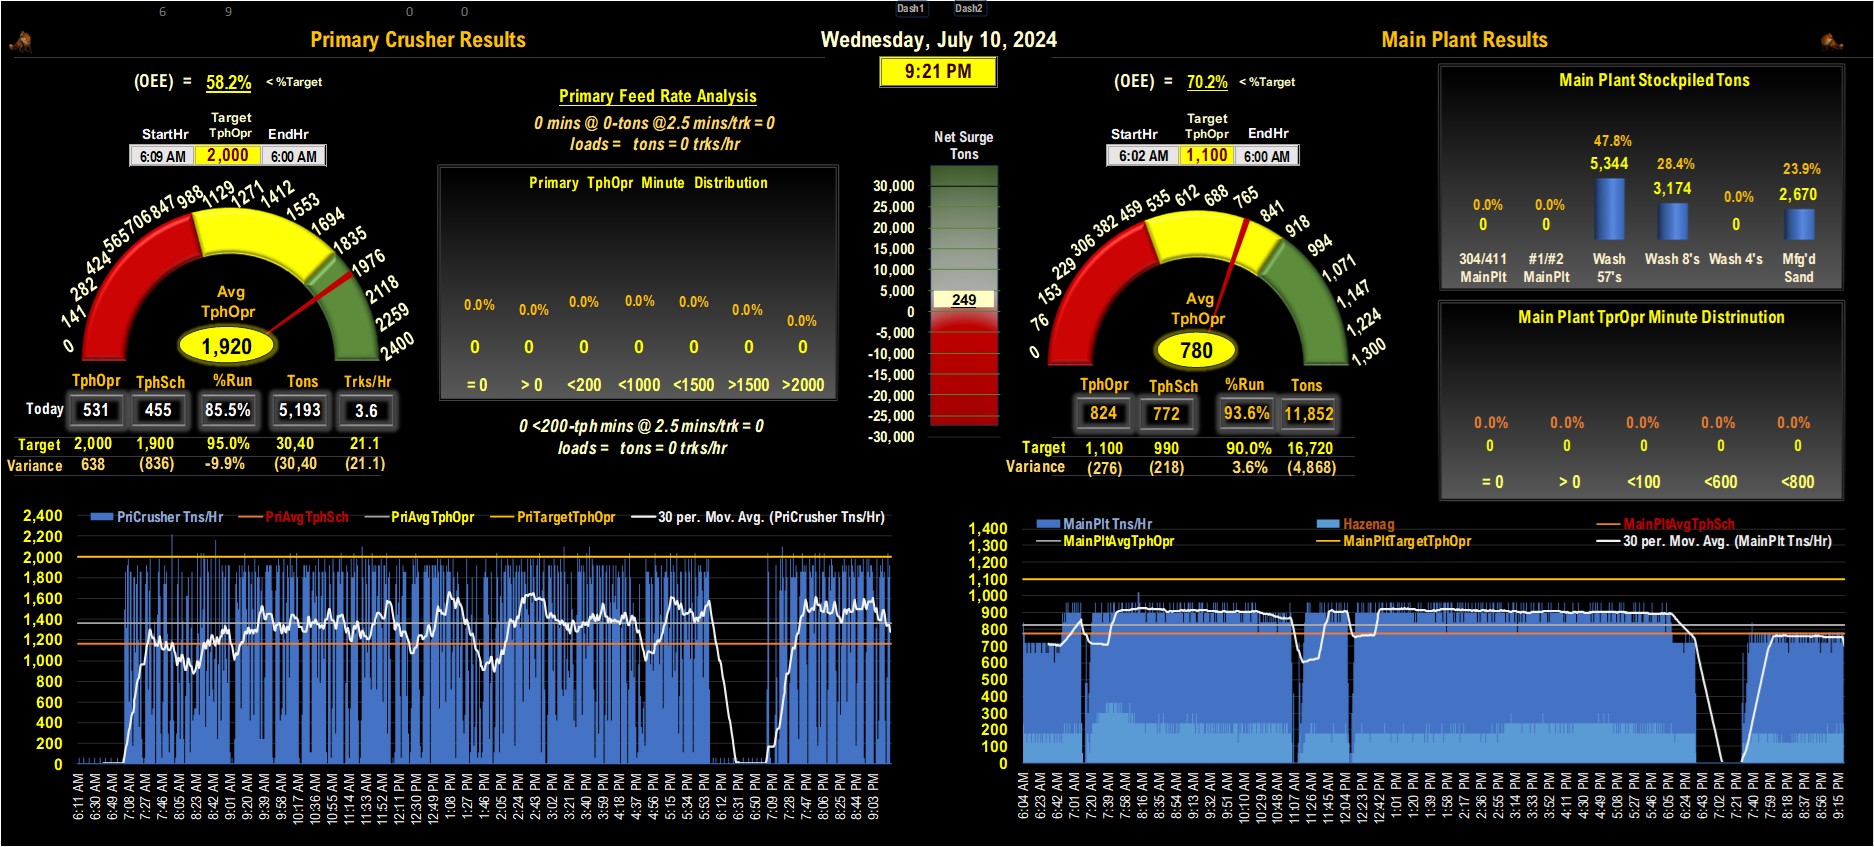 6 9 0 0 Dash1 Dash2
Primary Crusher Results
Wednesday, July 10, 2024
Main Plant Results
9:21 PM
(OEE) = 58.2% < %Target
Target
StartHr TphOpr EndHr
6:09 AM 2,000 6:00 AM
0 141 282 424 565 706 847 988 1129 1271 1412 1553 1694 1835 1976 2118 2259 2400
Avg
TphOpr
1,920
TphOpr TphSch %Run Tons Trks/Hr
Today 531 455 85.5% 5,193 3.6
Target 2,000 1,900 95.0% 30,40 21.1
Variance 638 (836) -9.9% (30,40 (21.1)
Primary Feed Rate Analysis
0 mins @ 0-tons @2.5 mins/trk = 0
loads = tons = 0 trks/hr
Primary TphOpr Minute Distribution
0.0% 0.0% 0.0% 0.0% 0.0% 0.0% 0.0%
0 0 0 0 0 0 0
= 0 > 0 <200 <1000 <1500 >1500 >2000
0 <200-tph mins @ 2.5 mins/trk = 0
loads = tons = 0 trks/hr
Net Surge
Tons
30,000
25,000
20,000
15,000
10,000
5,000
249
0
-5,000
-10,000
-15,000
-20,000
-25,000
-30,000
(OEE) = 70.2% < %Target
Target
StartHr TphOpr EndHr
6:02 AM 1,100 6:00 AM
0 76 153 229 306 382 459 535 612 688 765 841 918 994 1,071 1,147 1,224 1,300
Avg
TphOpr
780
TphOpr TphSch %Run Tons
824 772 93.6% 11,852
Target 1,100 990 90.0% 16,720
Variance (276) (218) 3.6% (4,868)
Main Plant Stockpiled Tons
0.0% 0.0% 47.8% 28.4% 0.0% 23.9%
0 0 5,344 3,174 0 2,670
304/411 #1/#2 Wash Wash 8's Wash 4's Mfg'd
MainPlt MainPlt 57's Sand
Main Plant TprOpr Minute Distrinution
0.0% 0.0% 0.0% 0.0% 0.0%
0 0 0 0 0
= 0 > 0 <100 <600 <800
PriCrusher Tns/Hr PriAvgTphSch PriAvgTphOpr PriTargetTphOpr 30 per. Mov. Avg. (PriCrusher Tns/Hr)
2,400
2,200
2,000
1,800
1,600
1,400
1,200
1,000
800
600
400
200
0
6:11 AM 6:30 AM 6:49 AM 7:08 AM 7:27 AM 7:46 AM 8:05 AM 8:23 AM 8:42 AM 9:01 AM 9:20 AM 9:39 AM 9:58 AM 10:17 AM 10:36 AM 10:55 AM 11:14 AM 11:33 AM 11:52 AM 12:11 PM 12:30 PM 12:49 PM 1:08 PM 1:27 PM 1:46 PM 2:05 PM 2:24 PM 2:43 PM 3:02 PM 3:21 PM 3:40 PM 3:59 PM 4:18 PM 4:37 PM 4:56 PM 5:15 PM 5:34 PM 5:53 PM 6:12 PM 6:31 PM 6:50 PM 7:09 PM 7:28 PM 7:47 PM 8:06 PM 8:25 PM 8:44 PM 9:03 PM
MainPlt Tns/Hr Hazenag MainPltAvgTphSch
MainPltAvgTphOpr MainPltTargetTphOpr 30 per. Mov. Avg. (MainPlt Tns/Hr)
1,400
1,300
1,200
1,100
1,000
900
800
700
600
500
400
300
200
100
0
6:04 AM 6:23 AM 6:42 AM 7:01 AM 7:20 AM 7:39 AM 7:58 AM 8:16 AM 8:35 AM 8:54 AM 9:13 AM 9:32 AM 9:51 AM 10:10 AM 10:29 AM 10:48 AM 11:07 AM 11:26 AM 11:45 AM 12:04 PM 12:23 PM 12:42 PM 1:01 PM 1:20 PM 1:39 PM 1:58 PM 2:17 PM 2:36 PM 2:55 PM 3:14 PM 3:33 PM 3:52 PM 4:11 PM 4:30 PM 4:49 PM 5:08 PM 5:27 PM 5:46 PM 6:05 PM 6:24 PM 6:43 PM 7:02 PM 7:21 PM 7:40 PM 7:59 PM 8:18 PM 8:37 PM 8:56 PM 9:15 PM